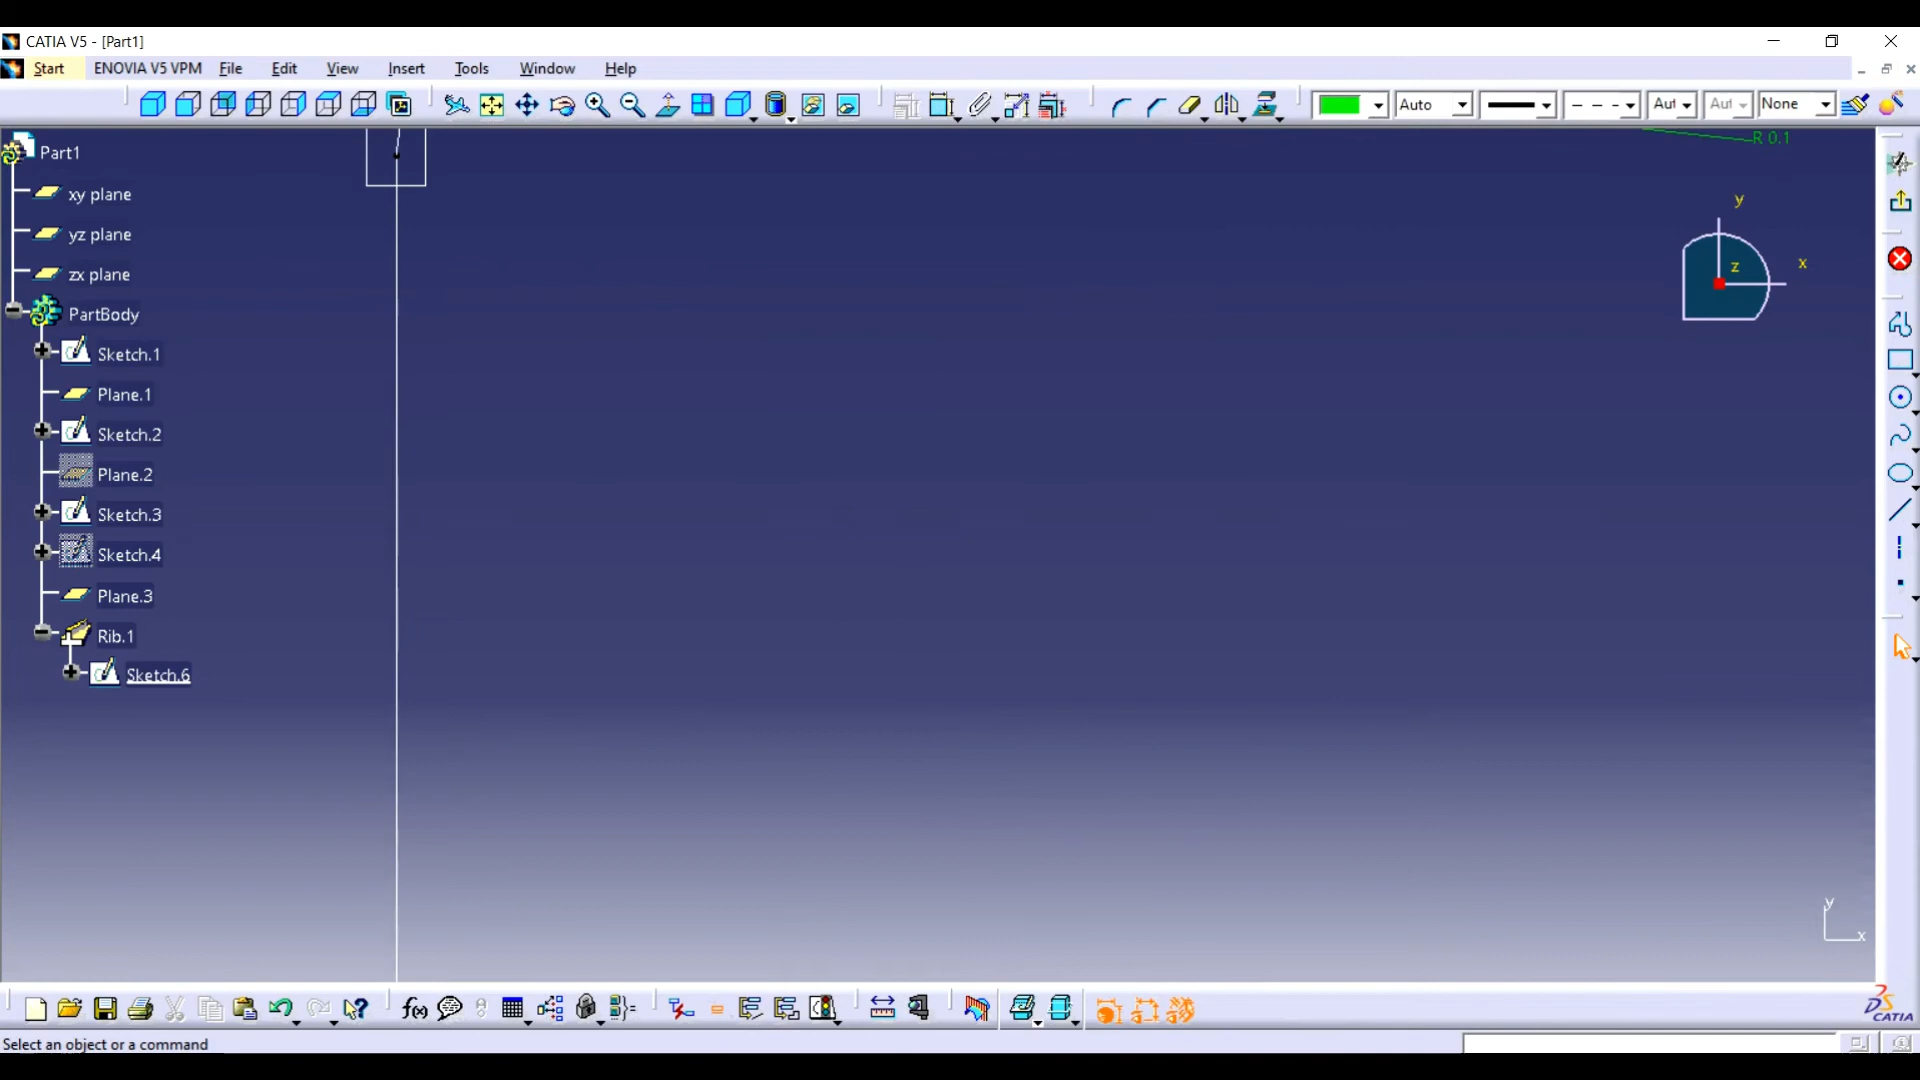 CATIA V5 - [Part1]
Start ENOVIA V5 VPM File Edit View Insert Tools Window Help
Auto Aut Aut None
R 0.1
Part1
xy plane
yz plane
zx plane
PartBody
Sketch.1
Plane.1
Sketch.2
Plane.2
Sketch.3
Sketch.4
Plane.3
Rib.1
Sketch.6
y
z
x
y
x
f(x)
DS
CATIA
Select an object or a command